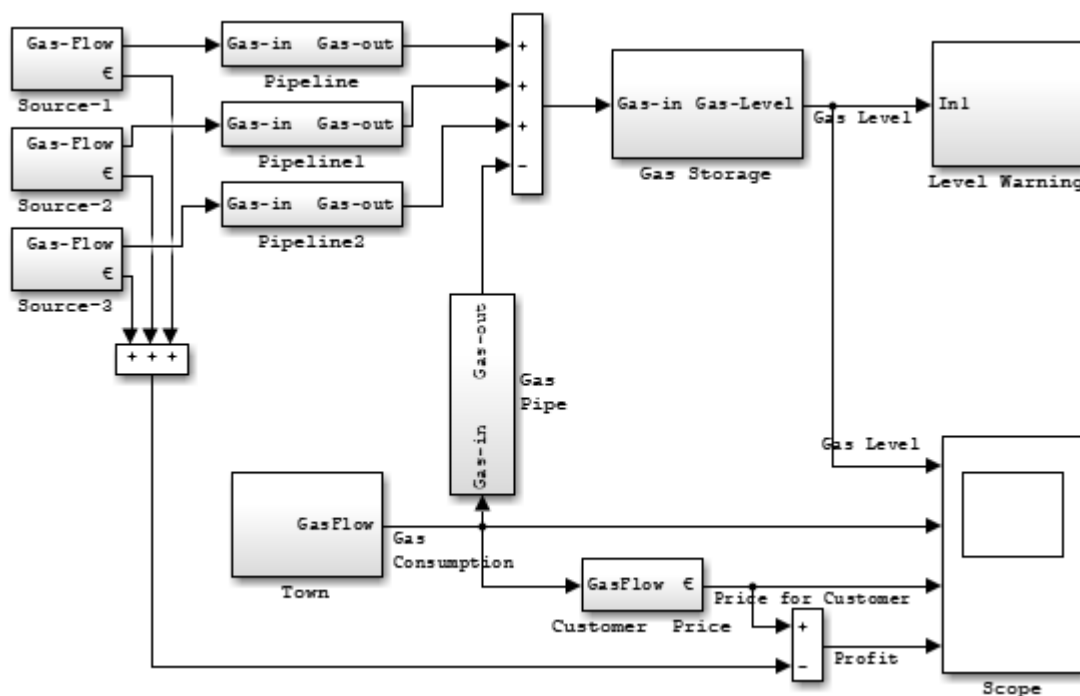 Gas-Flow
€
Source-1
Gas-in Gas-out
Pipeline
+
+
+
-
Gas-in Gas-Level
Gas Storage
Gas Level
In1
Level Warning
Gas-Flow
€
Source-2
Gas-in Gas-out
Pipeline1
Gas-Flow
€
Source-3
Gas-in Gas-out
Pipeline2
+ + +
Gas-out
Gas-in
Gas
Pipe
Gas Level
GasFlow
Town
Gas
Consumption
GasFlow €
Customer Price
Price for Customer
+
-
Profit
Scope